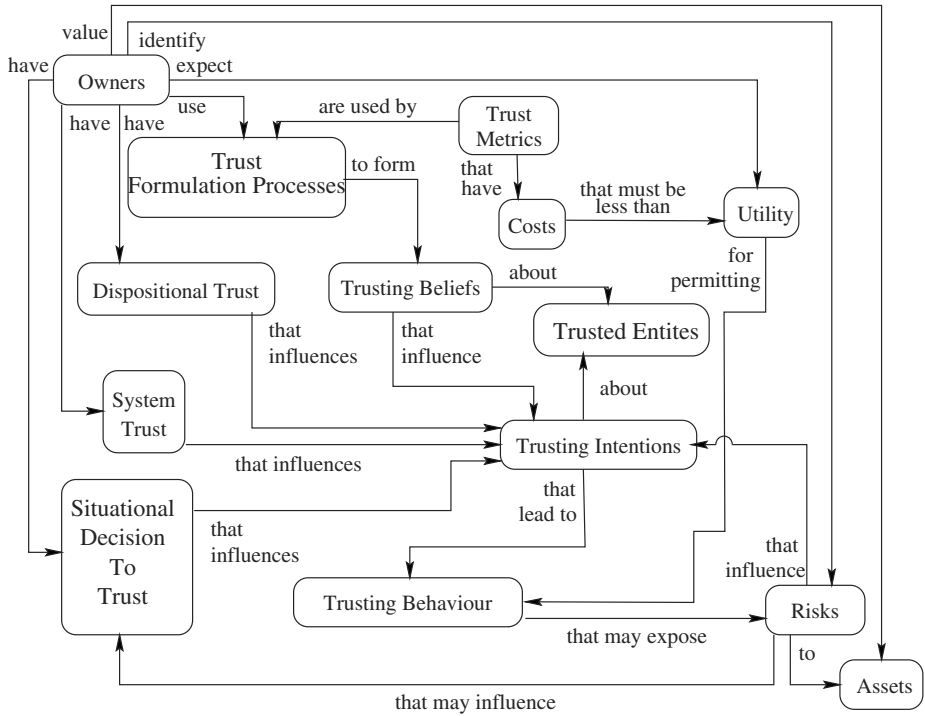 value
identify
have
expect
Owners
use
are used by
Trust
Metrics
have
have
Trust
Formulation Processes
to form
that
have
that must be
less than
Costs
Utility
for
permitting
about
Dispositional Trust
Trusting Beliefs
Trusted Entites
that
influences
that
influence
about
System
Trust
Trusting Intentions
that influences
that
lead to
Situational
Decision
To
Trust
that
influences
that
influence
Trusting Behaviour
Risks
that may expose
to
Assets
that may influence